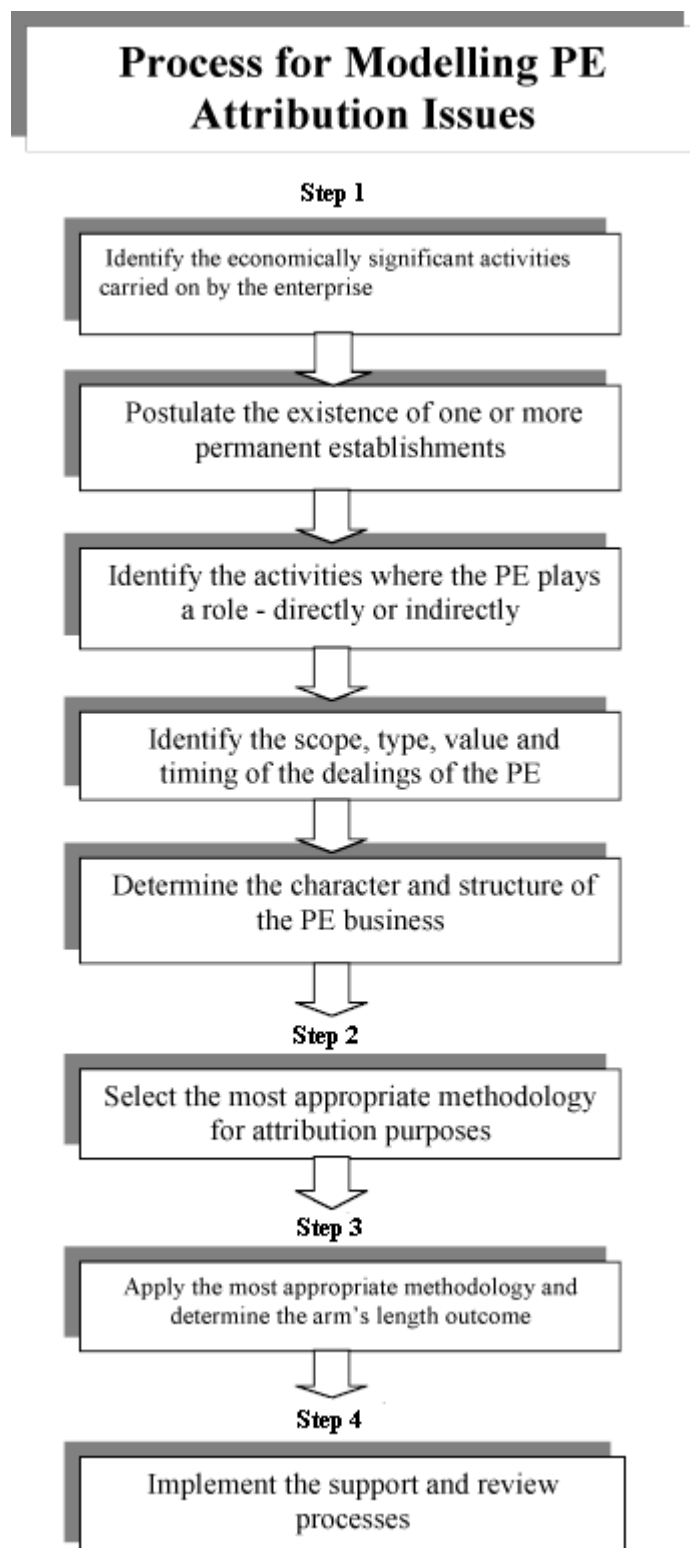 Process for Modelling PE
Attribution Issues
Step 1
Identify the economically significant activities
carried on by the enterprise
Postulate the existence of one or more
permanent establishments
Identify the activities where the PE plays
a role - directly or indirectly
Identify the scope, type, value and
timing of the dealings of the PE
Determine the character and structure of
the PE business
Step 2
Select the most appropriate methodology
for attribution purposes
Step 3
Apply the most appropriate methodology and
determine the arm's length outcome
Step 4
Implement the support and review
processes